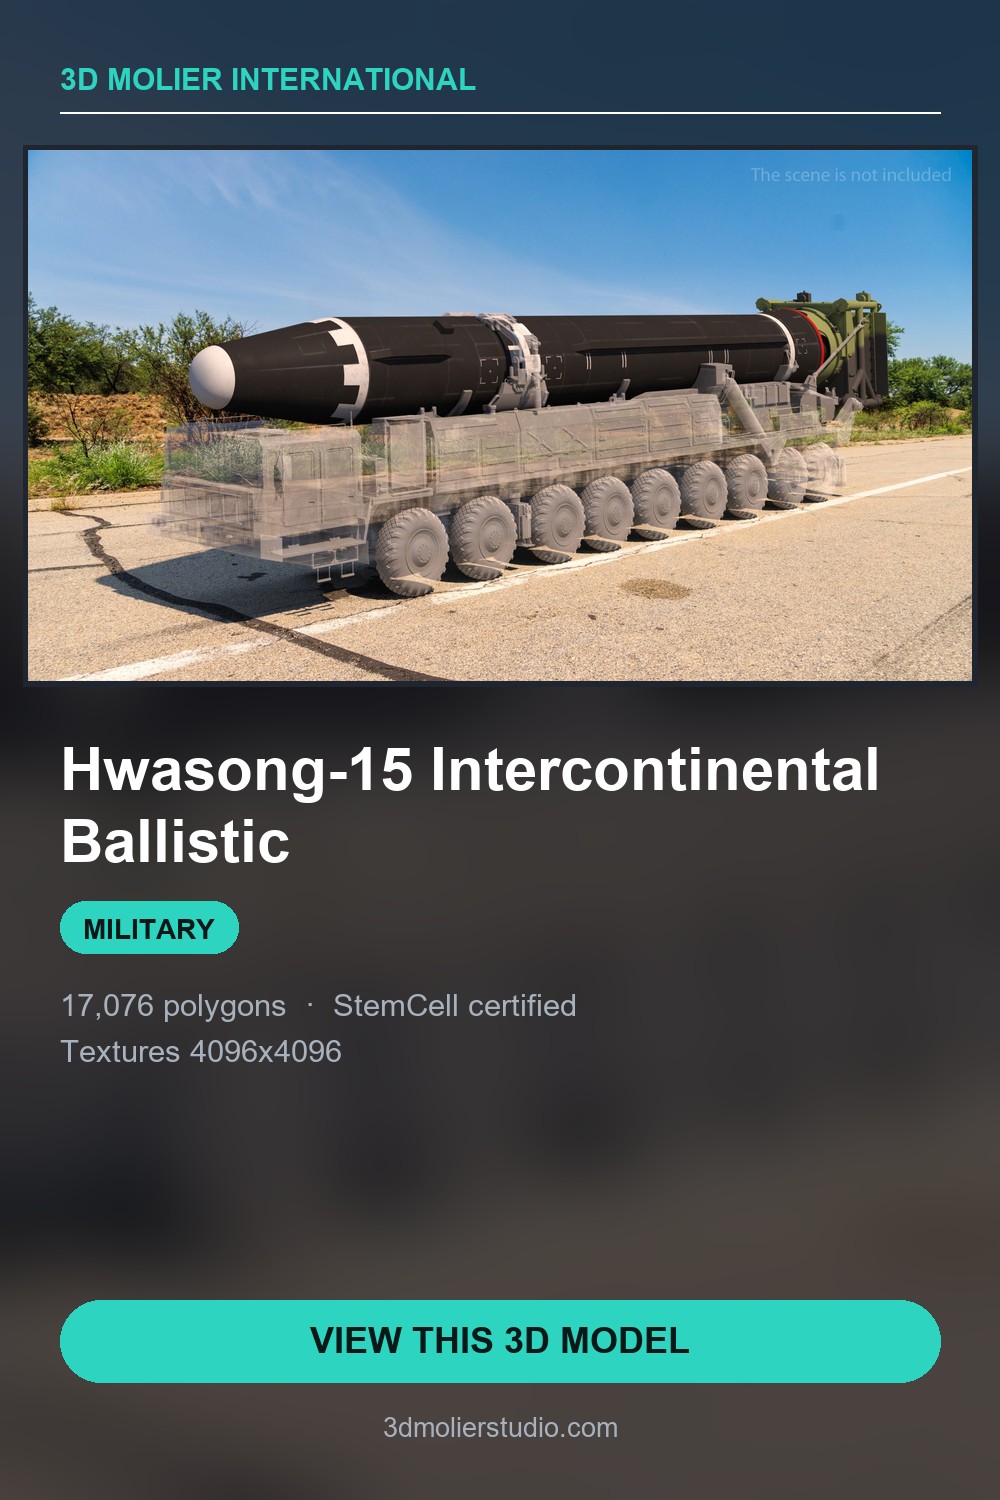 3D MOLIER INTERNATIONAL
The scene is not included
Hwasong-15 Intercontinental
Ballistic
MILITARY
17,076 polygons · StemCell certified
Textures 4096x4096
VIEW THIS 3D MODEL
3dmolierstudio.com